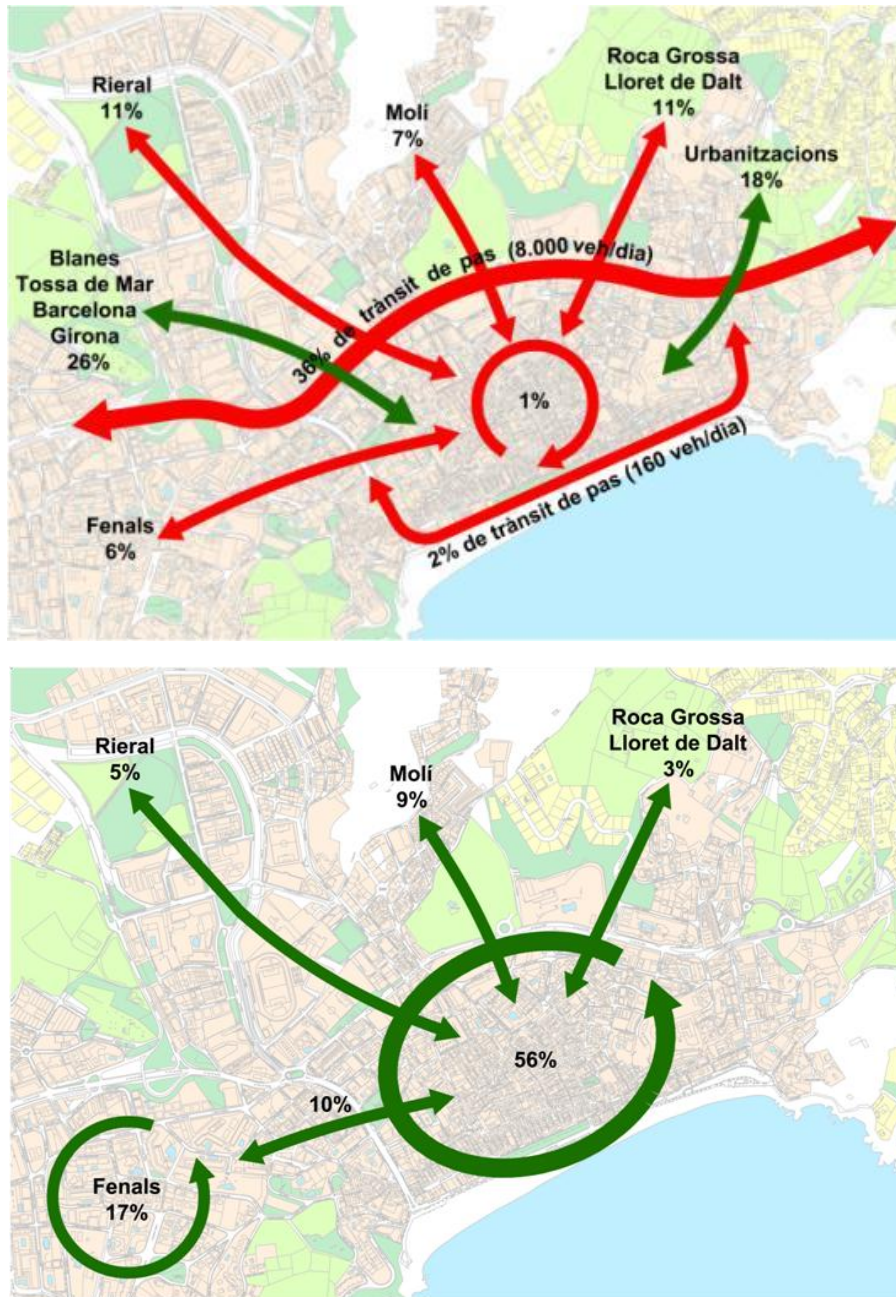 Rieral
11%
Molí
7%
Roca Grossa
Lloret de Dalt
11%
Urbanitzacions
18%
Blanes
Tossa de Mar
Barcelona
Girona
26%
36% de trànsit de pas (8.000 veh/dia)
1%
2% de trànsit de pas (160 veh/dia)
Fenals
6%
Rieral
5%
Molí
9%
Roca Grossa
Lloret de Dalt
3%
56%
10%
Fenals
17%